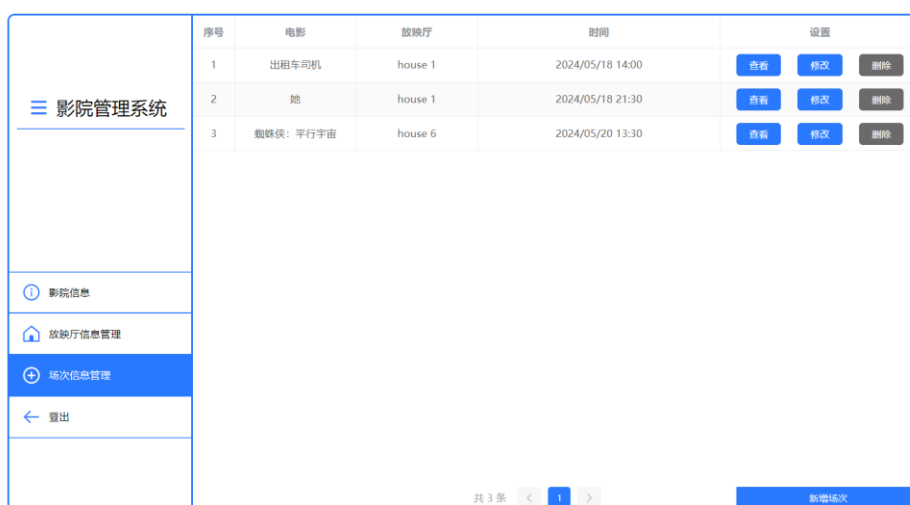 影院管理系统
影院信息
放映厅信息管理
场次信息管理
登出
序号 电影 放映厅 时间 设置
1 出租车司机 house 1 2024/05/18 14:00 查看 修改 删除
2 她 house 1 2024/05/18 21:30 查看 修改 删除
3 蜘蛛侠：平行宇宙 house 6 2024/05/20 13:30 查看 修改 删除
共 3 条 < 1 > 新增场次